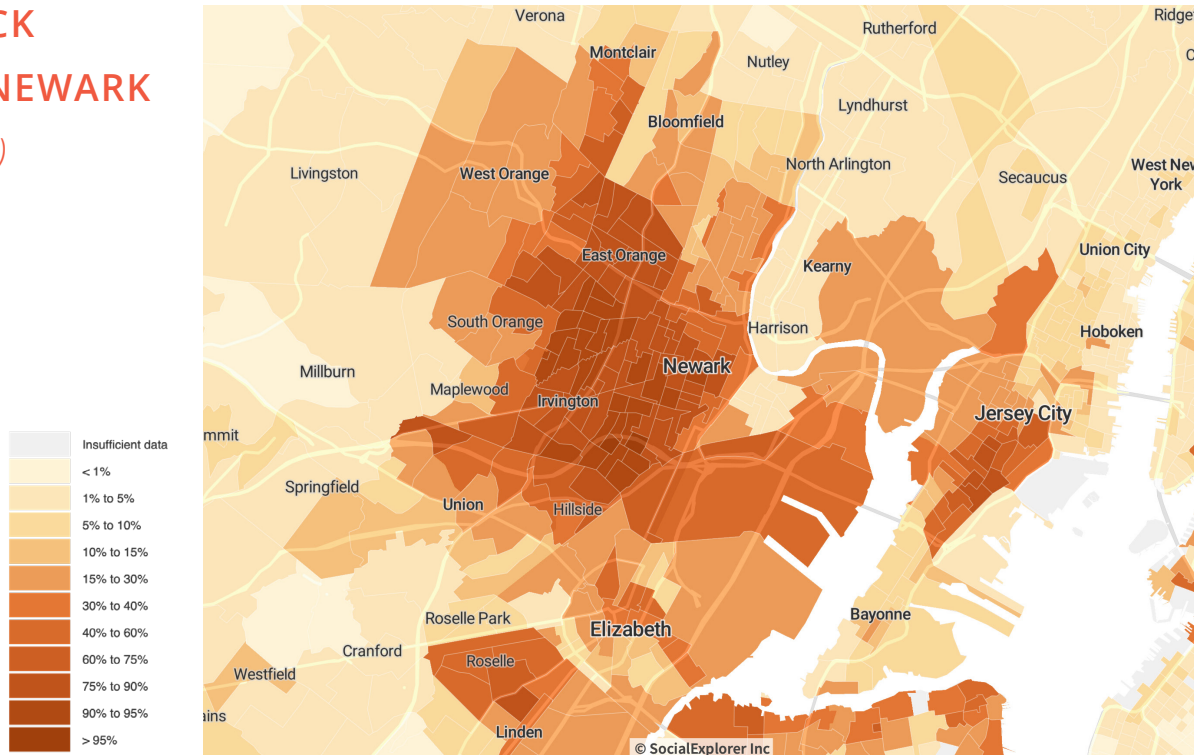 CK
NEWARK
)
Verona
Rutherford
Ridge
Montclair
Nutley
C
Lyndhurst
Bloomfield
North Arlington
Livingston
West Orange
Secaucus
West New
York
East Orange
Union City
Kearny
South Orange
Harrison
Hoboken
Millburn
Newark
Maplewood
Irvington
Jersey City
mmit
Springfield
Union
Hillside
Bayonne
Roselle Park
Elizabeth
Cranford
Roselle
Westfield
ains
Linden
© SocialExplorer Inc
Insufficient data
< 1%
1% to 5%
5% to 10%
10% to 15%
15% to 30%
30% to 40%
40% to 60%
60% to 75%
75% to 90%
90% to 95%
> 95%